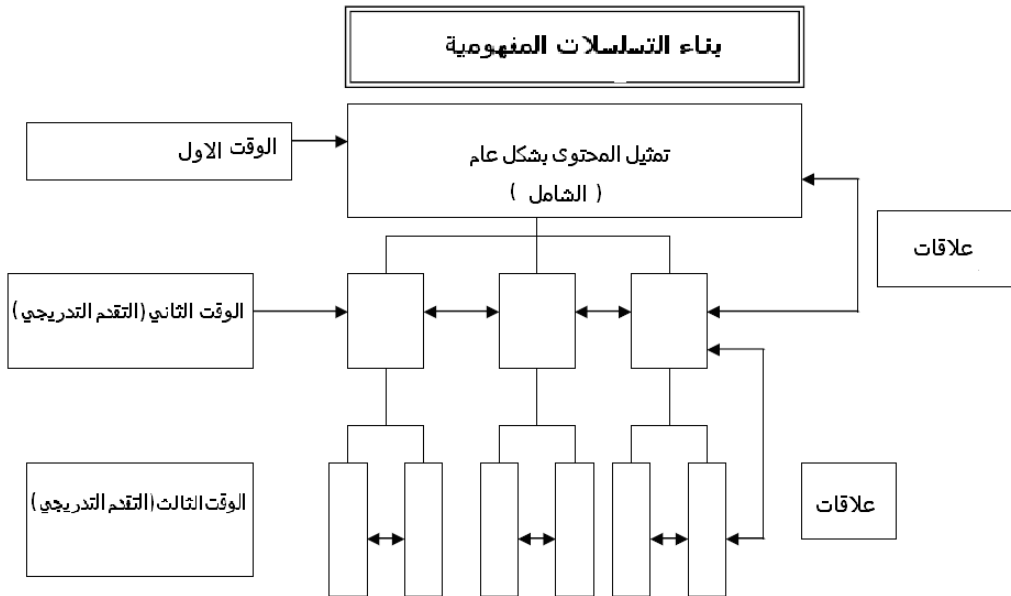 بناء التسلسلات المفهومية
الوقت الاول
تمثيل المحتوى بشكل عام
( الشامل )
علاقات
الوقت الثاني (التقدم التدريجي)
الوقت الثالث (التقدم التدريجي)
علاقات